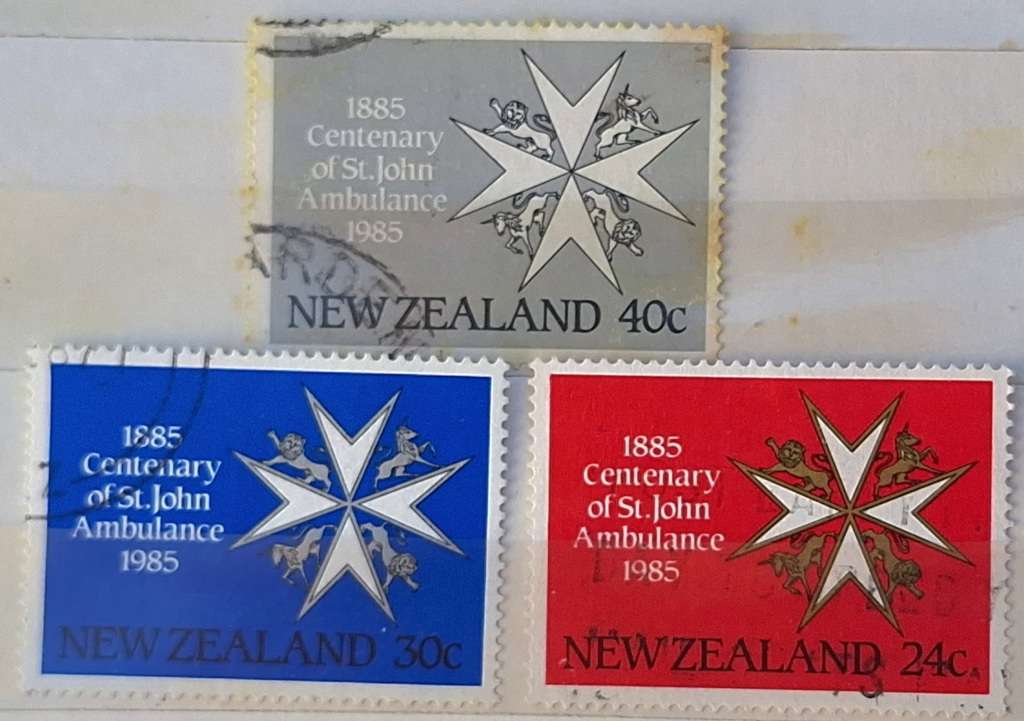 1885
Centenary
of St. John
Ambulance
1985
NEW ZEALAND 40c
1885
Centenary
of St. John
Ambulance
1985
NEW ZEALAND 30c
1885
Centenary
of St. John
Ambulance
1985
NEW ZEALAND 24c